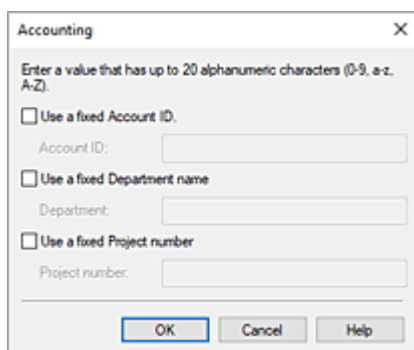 Accounting
Enter a value that has up to 20 alphanumeric characters (0-9, a-z,
A-Z).
Use a fixed Account ID.
Account ID:
Use a fixed Department name
Department:
Use a fixed Project number
Project number:
OK Cancel Help